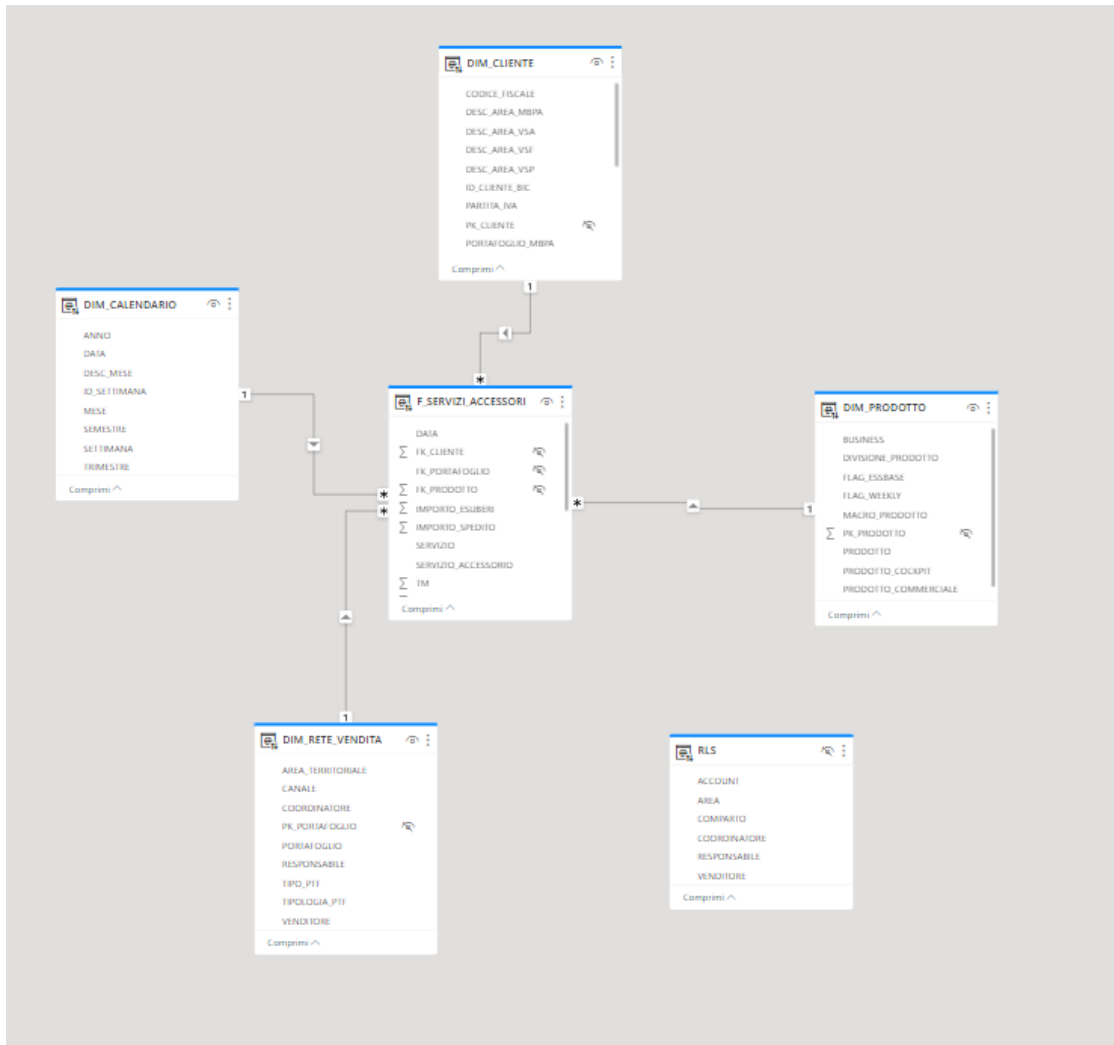 DIM_CLIENTE
CODICE_FISCALE
DESC_AREA_MBPA
DESC_AREA_VSA
DESC_AREA_VSF
DESC_AREA_VSP
ID_CLIENTE_BIC
PARTITA_IVA
PK_CLIENTE
PORTAFOGLIO_MBPA
Comprimi
1
*
DIM_CALENDARIO
ANNO
DATA
DESC_MESE
ID_SETTIMANA
MESE
SEMESTRE
SETTIMANA
TRIMESTRE
Comprimi
1
*
*
F_SERVIZI_ACCESSORI
DATA
∑ FK_CLIENTE
FK_PORTAFOGLIO
∑ FK_PRODOTTO
∑ IMPORTO_ESUBERI
∑ IMPORTO_SPEDITO
SERVIZIO
SERVIZIO_ACCESSORIO
∑ TM
Comprimi
*
1
DIM_PRODOTTO
BUSINESS
DIVISIONE_PRODOTTO
FLAG_ESSBASE
FLAG_WEEKLY
MACRO_PRODOTTO
∑ PK_PRODOTTO
PRODOTTO
PRODOTTO_COCKPIT
PRODOTTO_COMMERCIALE
Comprimi
1
DIM_RETE_VENDITA
AREA_TERRITORIALE
CANALE
COORDINATORE
PK_PORTAFOGLIO
PORTAFOGLIO
RESPONSABILE
TIPO_PTF
TIPOLOGIA_PTF
VENDITORE
Comprimi
RLS
ACCOUNT
AREA
COMPARTO
COORDINATORE
RESPONSABILE
VENDITORE
Comprimi